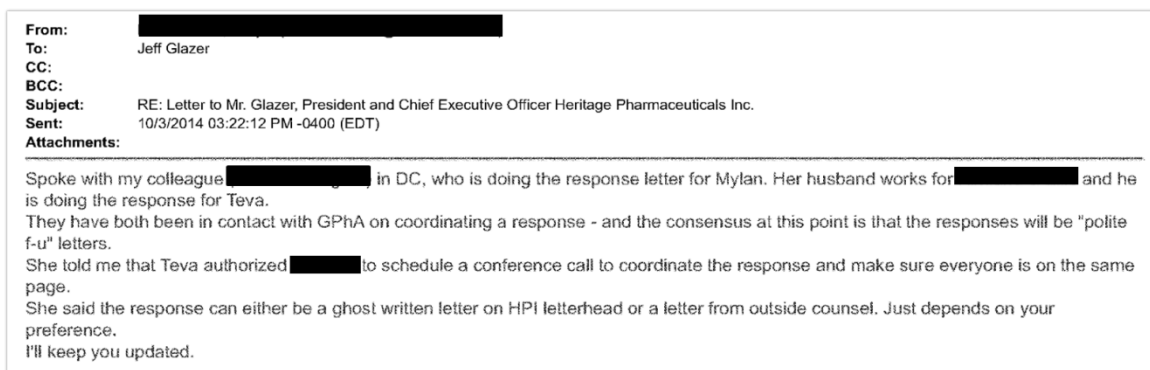 From:
To: Jeff Glazer
CC:
BCC:
Subject: RE: Letter to Mr. Glazer, President and Chief Executive Officer Heritage Pharmaceuticals Inc.
Sent: 10/3/2014 03:22:12 PM -0400 (EDT)
Attachments:
Spoke with my colleague in DC, who is doing the response letter for Mylan. Her husband works for and he
is doing the response for Teva.
They have both been in contact with GPhA on coordinating a response - and the consensus at this point is that the responses will be "polite
f-u" letters.
She told me that Teva authorized to schedule a conference call to coordinate the response and make sure everyone is on the same
page.
She said the response can either be a ghost written letter on HPI letterhead or a letter from outside counsel. Just depends on your
preference.
I'll keep you updated.